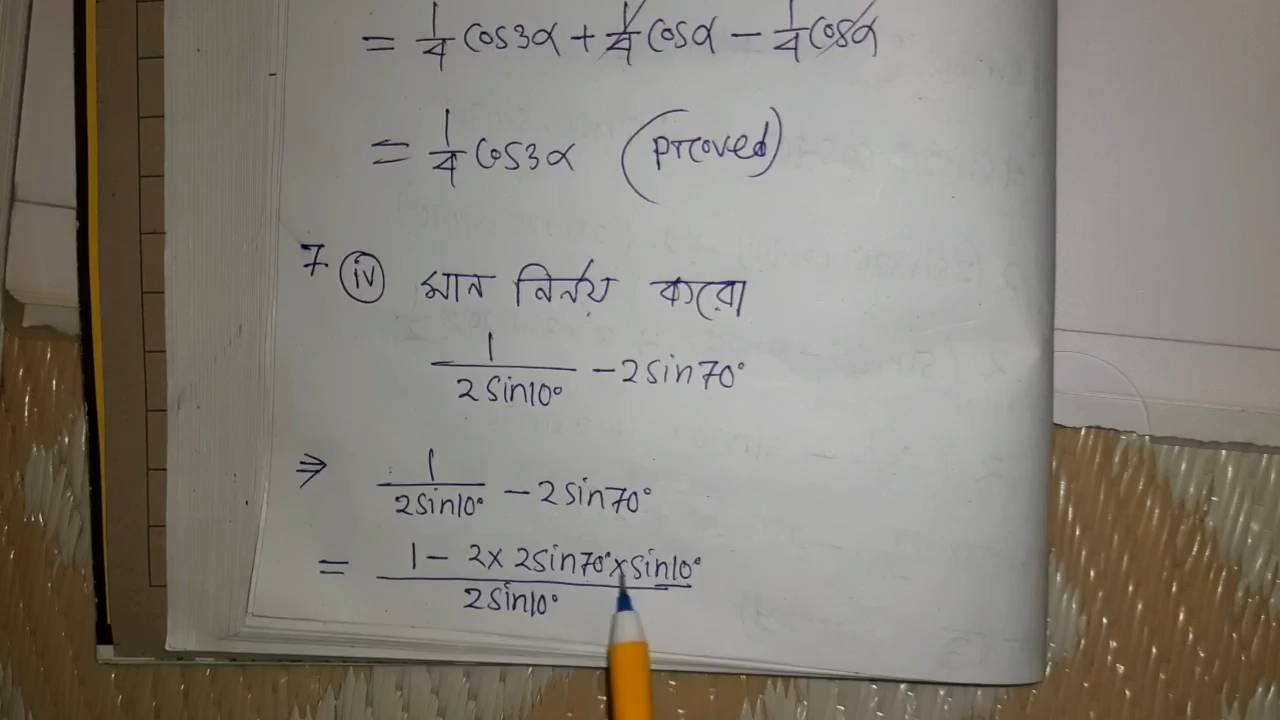 = 1/4 cos3α + 1/4 cosα − 1/4 cosα
= 1/4 cos3α (proved)
7 (iv) মান নির্নয় করো
1/(2sin10°) − 2sin70°
⇒ 1/(2sin10°) − 2sin70°
= (1 − 2×2sin70°×sin10°)/(2sin10°)